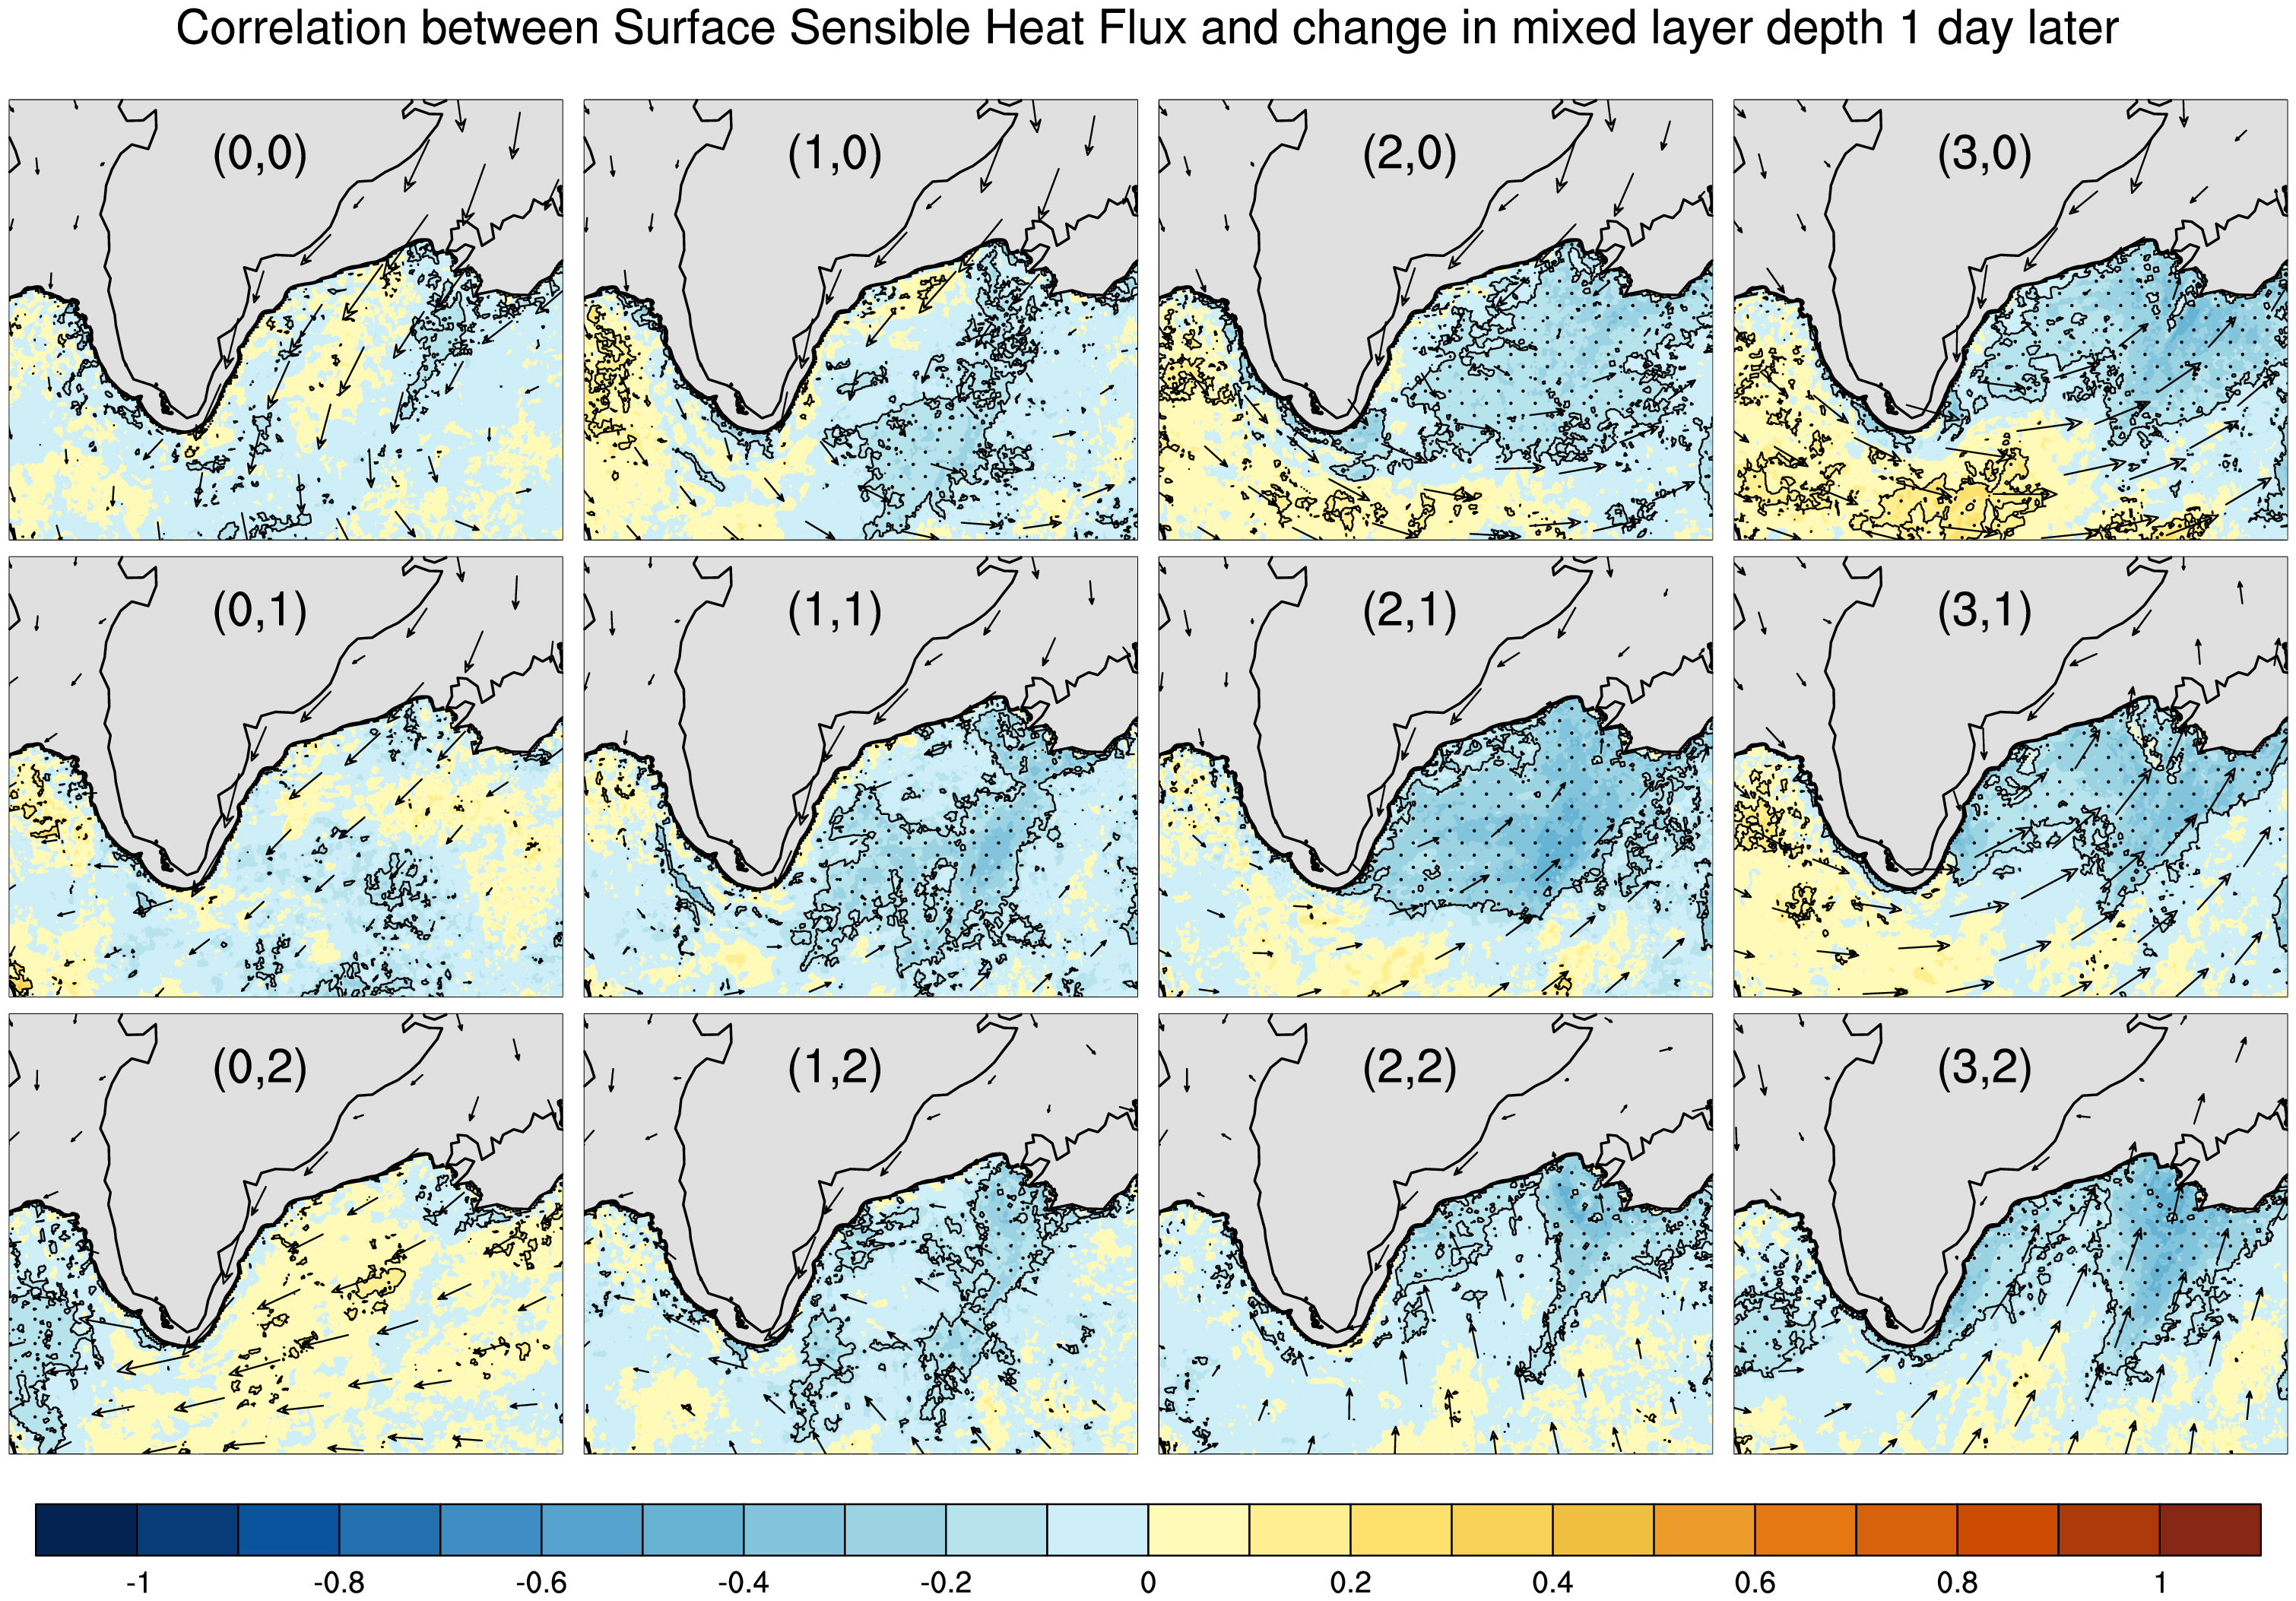 Correlation between Surface Sensible Heat Flux and change in mixed layer depth 1 day later
(0,0) (1,0) (2,0) (3,0)
(0,1) (1,1) (2,1) (3,1)
(0,2) (1,2) (2,2) (3,2)
-1 -0.8 -0.6 -0.4 -0.2 0 0.2 0.4 0.6 0.8 1